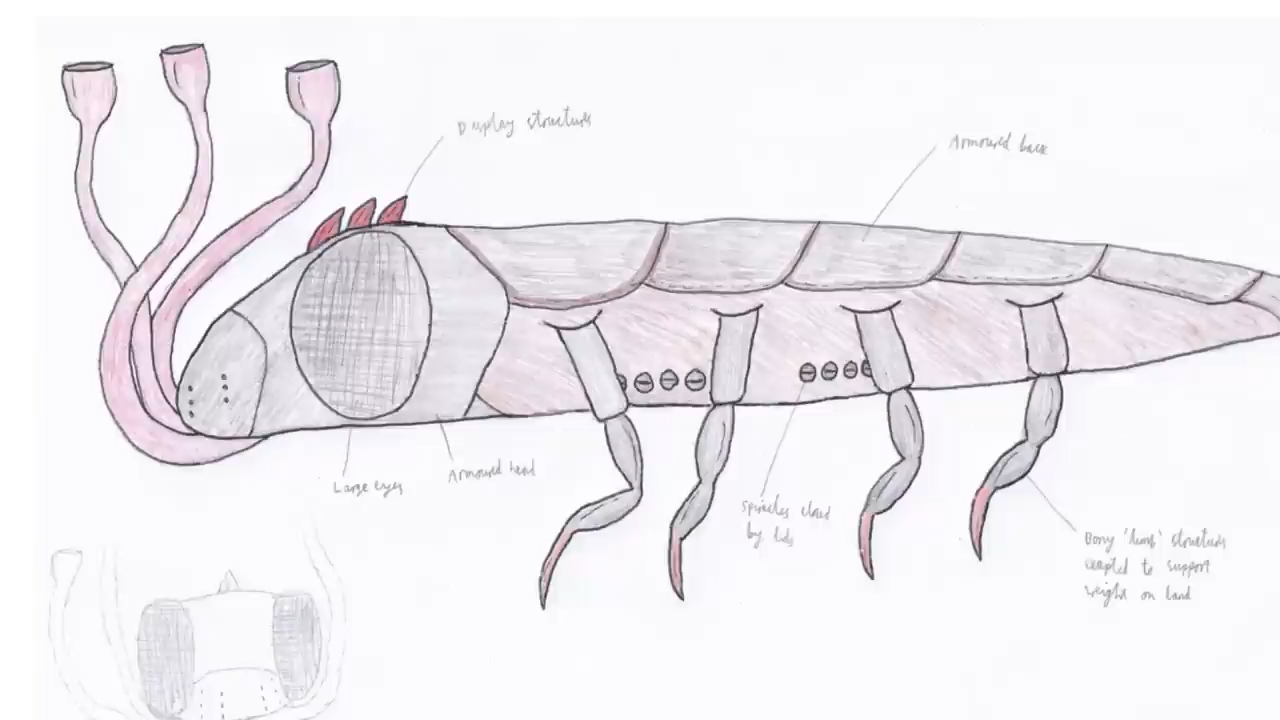 Display structures
Armoured back
Large eyes
Armoured head
Spiracles closed
by lids
Bony 'limb' structures
to support
weight on land